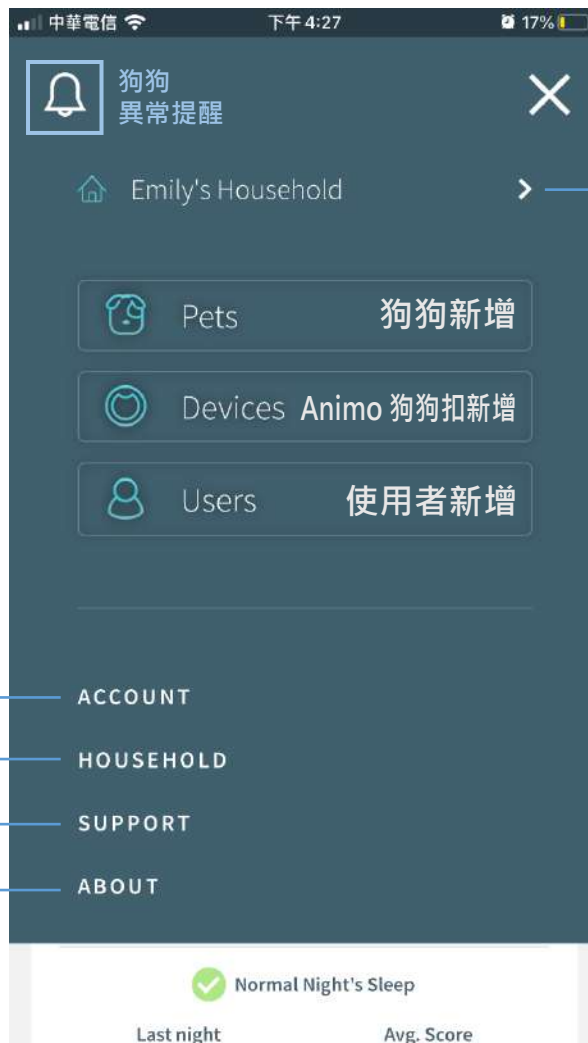 中華電信
下午 4:27
17%
狗狗
異常提醒
Emily's Household
Pets 狗狗新增
Devices Animo 狗狗扣新增
Users 使用者新增
ACCOUNT
HOUSEHOLD
SUPPORT
ABOUT
Normal Night's Sleep
Last night
Avg. Score